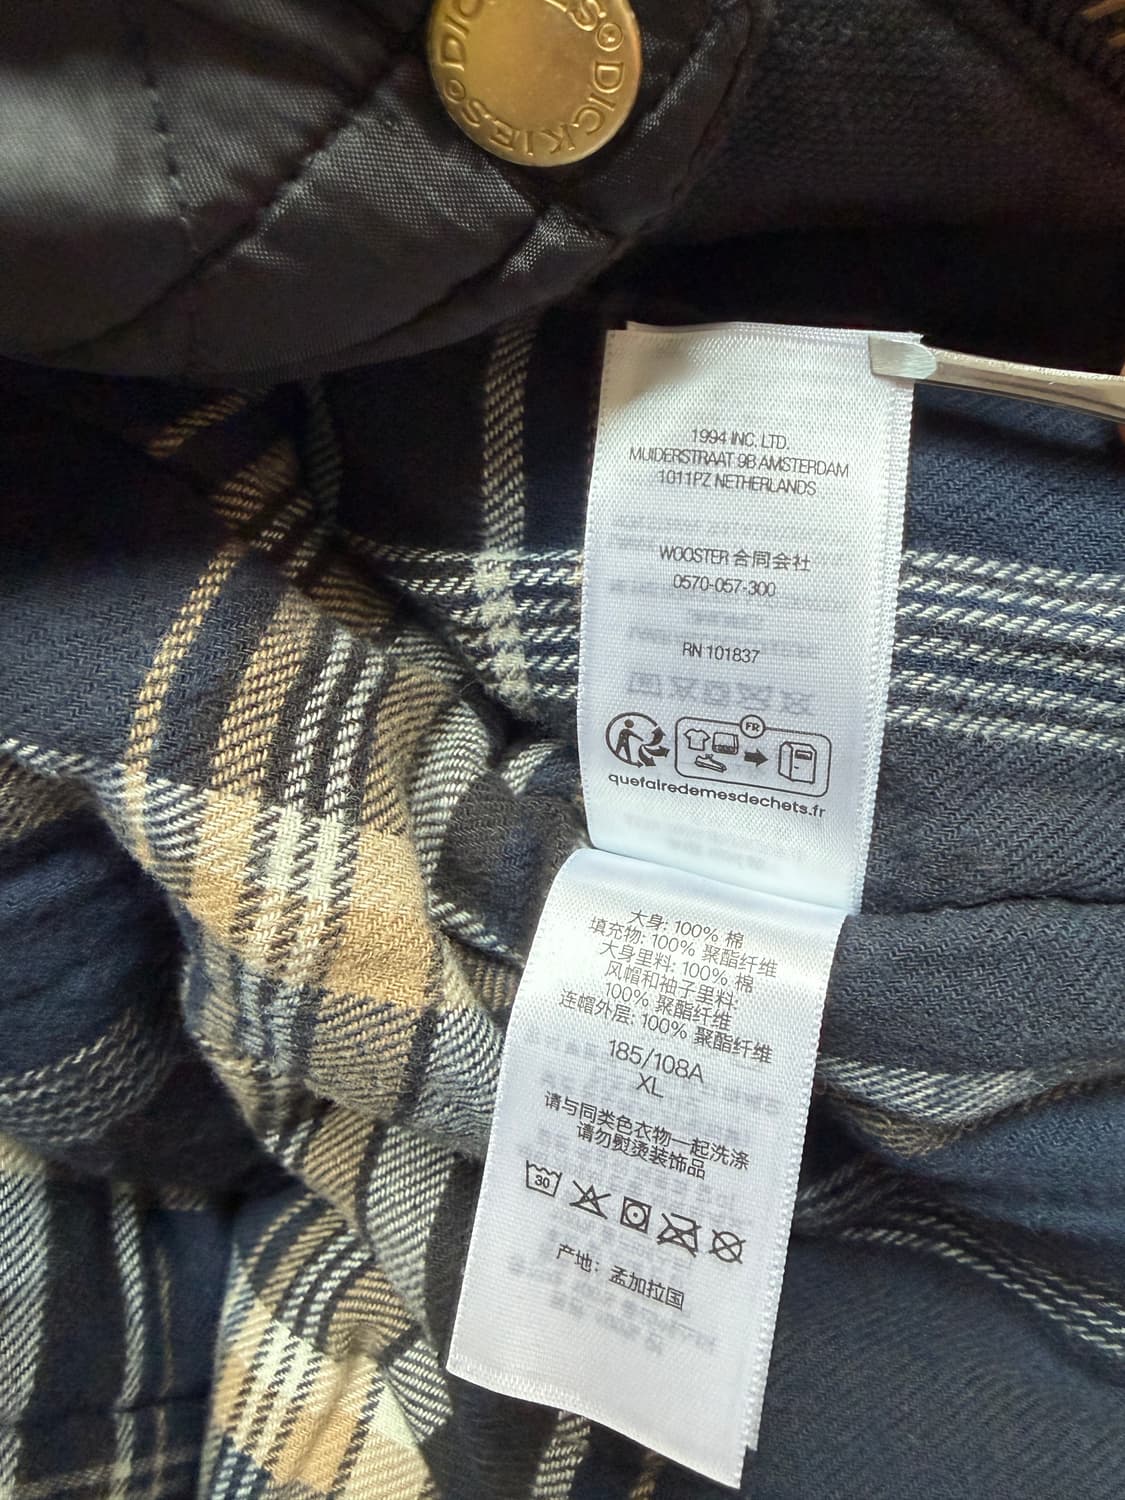 DICKIES DICKIES
1994 INC. LTD.
MUIDERSTRAAT 9B AMSTERDAM
1011PZ NETHERLANDS
WOOSTER 合同会社
0570-057-300
RN 101837
FR
quefairedemesdechets.fr
大身: 100% 棉
填充物: 100% 聚酯纤维
大身里料: 100% 棉
风帽和袖子里料:
100% 聚酯纤维
连帽外层: 100% 聚酯纤维
185/108A
XL
请与同类色衣物一起洗涤
请勿熨烫装饰品
30
产地: 孟加拉国